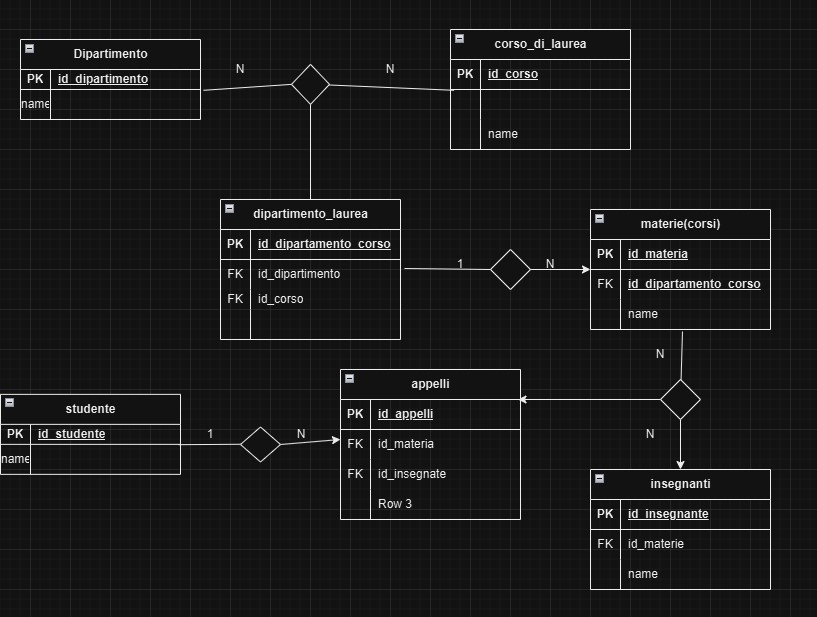 Dipartimento
PK id_dipartimento
name
N
N
corso_di_laurea
PK id_corso
name
dipartimento_laurea
PK id_dipartamento_corso
FK id_dipartimento
FK id_corso
1
N
materie(corsi)
PK id_materia
FK id_dipartamento_corso
name
N
N
studente
PK id_studente
name
1
N
appelli
PK id_appelli
FK id_materia
FK id_insegnate
Row 3
insegnanti
PK id_insegnante
FK id_materie
name